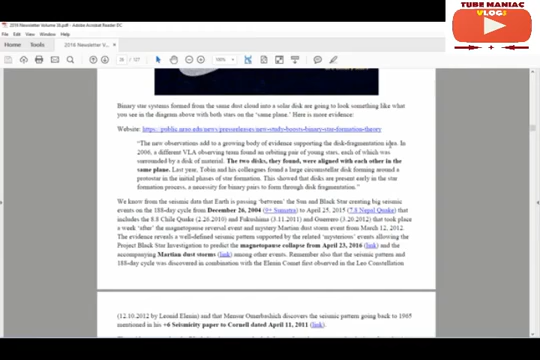 2018 Newsletter Volume 35.pdf - Adobe Acrobat Reader DC
File Edit View Window Help
Home Tools 2018 Newsletter V...
TUBE MANIAC
VLOGS
Binary star systems formed from the same dust cloud into a solar disk are going to look something like what
you see in the diagram above with both stars on the 'same plane.' Here is more evidence:
Website: https://public.nrao.edu/news/pressreleases/new-study-boosts-binary-star-formation-theory
"The new observations add to a growing body of evidence supporting the disk-fragmentation idea. In
2006, a different VLA observing team found an orbiting pair of young stars, each of which was
surrounded by a disk of material. The two disks, they found, were aligned with each other in the
same plane. Last year, Tobin and his colleagues found a large circumstellar disk forming around a
protostar in the initial phases of star formation. This showed that disks are present early in the star
formation process, a necessity for binary pairs to form through disk fragmentation."
We know from the seismic data that Earth is passing 'between' the Sun and Black Star creating big seismic
events on the 188-day cycle from December 26, 2004 (9+ Sumatra) to April 25, 2015 (7.8 Nepal Quake) that
includes the 8.8 Chile Quake (2.26.2010) and Fukushima (3.11.2011) and Guerrero (3.20.2012) that took place
a week 'after' the magnetopause reversal event and mystery Martian dust storm event from March 12, 2012.
The evidence reveals a well-defined seismic pattern supported by the related 'mysterious' events allowing the
Project Black Star Investigation to predict the magnetopause collapse from April 23, 2016 (link) and the
accompanying Martian dust storms (link) among other events. Remember also that the seismic pattern and
188-day cycle was discovered in combination with the Elenin Comet first observed in the Leo Constellation
(12.10.2012 by Leonid Elenin) and that Mensur Omerbashich discovers the seismic pattern going back to 1965
mentioned in his +6 Seismicity paper to Cornell dated April 11, 2011 (link).